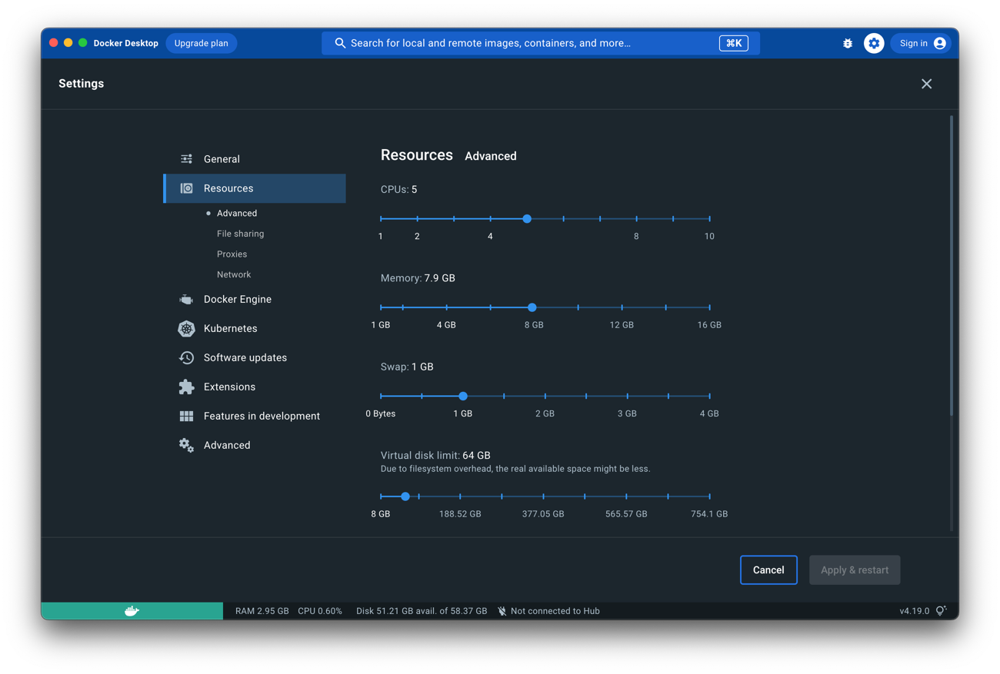 Docker Desktop Upgrade plan Search for local and remote images, containers, and more... ⌘K Sign in
Settings
General
Resources
Advanced
File sharing
Proxies
Network
Docker Engine
Kubernetes
Software updates
Extensions
Features in development
Advanced
Resources Advanced
CPUs: 5
1 2 4 8 10
Memory: 7.9 GB
1 GB 4 GB 8 GB 12 GB 16 GB
Swap: 1 GB
0 Bytes 1 GB 2 GB 3 GB 4 GB
Virtual disk limit: 64 GB
Due to filesystem overhead, the real available space might be less.
8 GB 188.52 GB 377.05 GB 565.57 GB 754.1 GB
Cancel Apply & restart
RAM 2.95 GB CPU 0.60% Disk 51.21 GB avail. of 58.37 GB Not connected to Hub v4.19.0